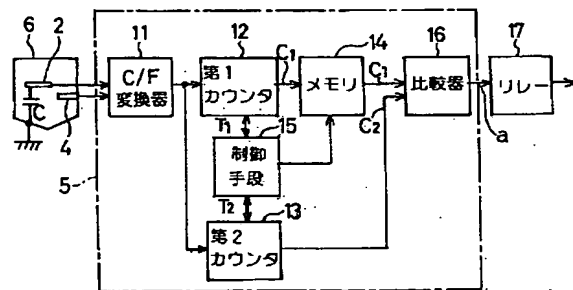 6
2
C
4
5
11
C/F
変換器
12
第1
カウンタ
C1
T1
15
制御
手段
T2
13
第2
カウンタ
14
メモリ
C1
C2
16
比較器
a
17
リレー